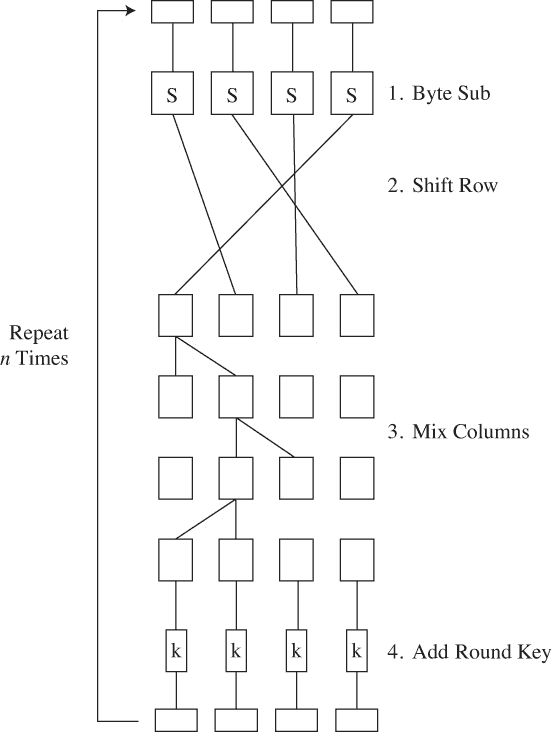 S S S S
1. Byte Sub
2. Shift Row
Repeat
n Times
3. Mix Columns
k k k k
4. Add Round Key